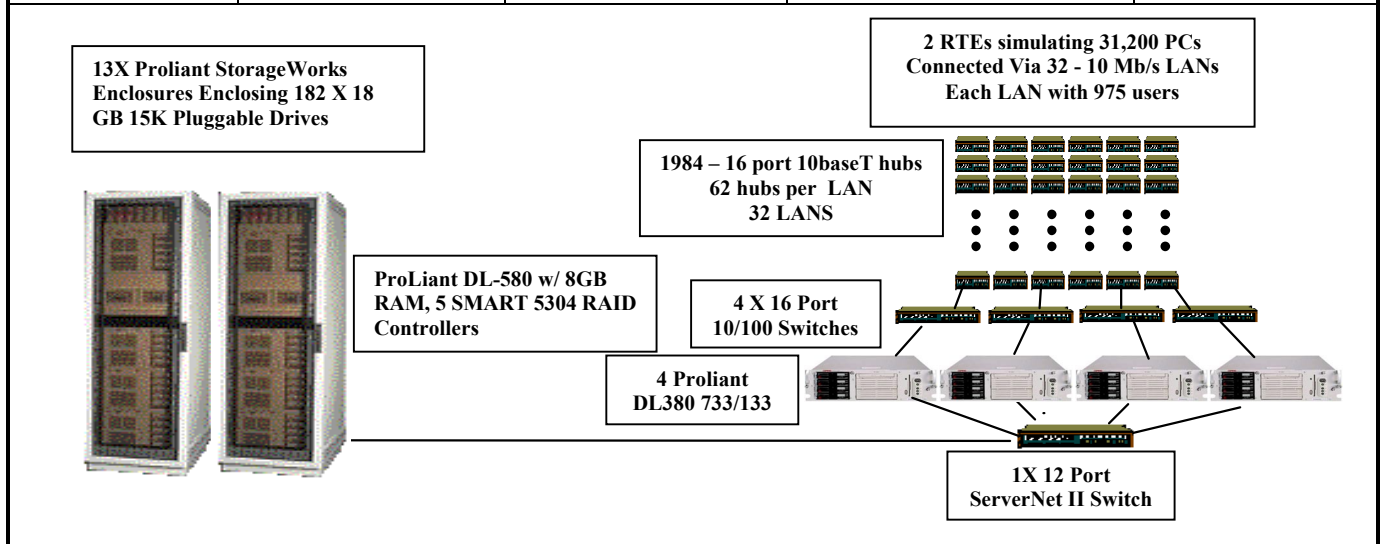 13X Proliant StorageWorks
Enclosures Enclosing 182 X 18
GB 15K Pluggable Drives
2 RTEs simulating 31,200 PCs
Connected Via 32 - 10 Mb/s LANs
Each LAN with 975 users
1984 – 16 port 10baseT hubs
62 hubs per LAN
32 LANS
ProLiant DL-580 w/ 8GB
RAM, 5 SMART 5304 RAID
Controllers
4 X 16 Port
10/100 Switches
4 Proliant
DL380 733/133
1X 12 Port
ServerNet II Switch